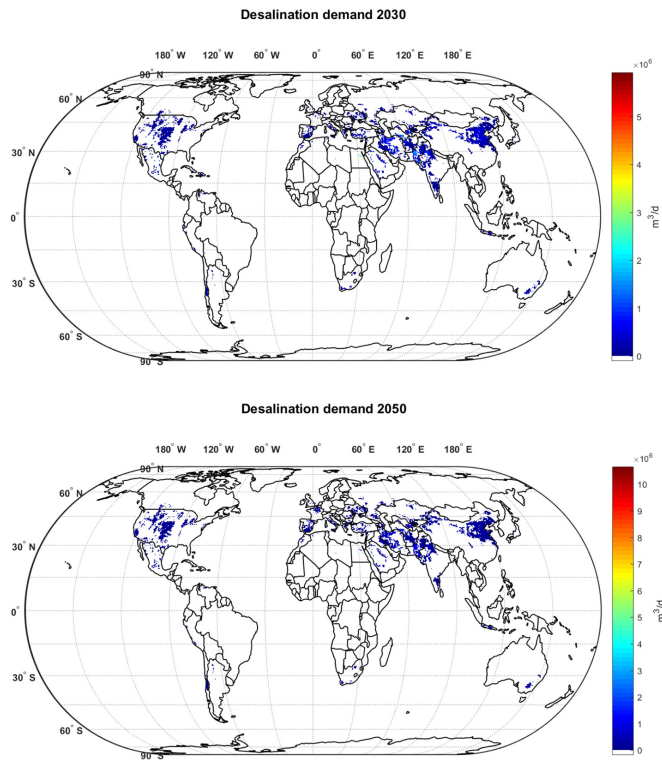 Desalination demand 2030
180° W 120° W 60° W 0° 60° E 120° E 180° E
90° N
60° N
30° N
0°
30° S
60° S
90° S
×10⁶
5
4
3
2
1
0
m³/d
Desalination demand 2050
180° W 120° W 60° W 0° 60° E 120° E 180° E
90° N
60° N
30° N
0°
30° S
60° S
90° S
×10⁶
10
9
8
7
6
5
4
3
2
1
0
m³/d